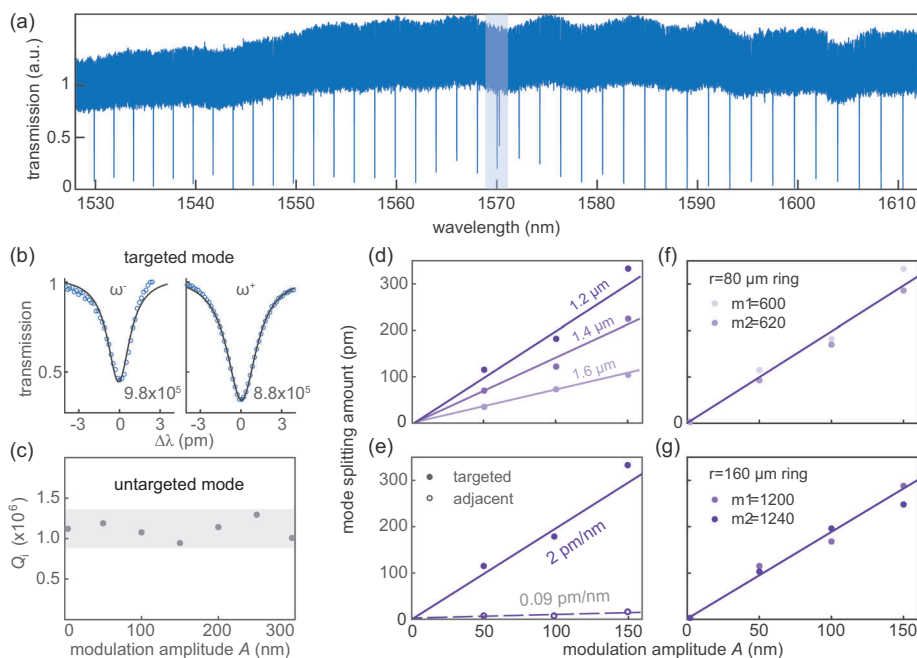 (a)
transmission (a.u.)
1
0.5
0
1530 1540 1550 1560 1570 1580 1590 1600 1610
wavelength (nm)
(b) targeted mode
ω⁻ ω⁺
transmission
1
0.5
9.8x10⁵ 8.8x10⁵
-3 0 3 -3 0 3
Δλ (pm)
(c) untargeted mode
Qᵢ (x10⁶)
1.5
1.0
0.5
0 100 200 300
modulation amplitude A (nm)
mode splitting amount (pm)
(d)
300
200
100
0
1.2 μm
1.4 μm
1.6 μm
(e)
targeted
adjacent
300
200
100
0
2 pm/nm
0.09 pm/nm
0 50 100 150
(f)
r=80 μm ring
m1=600
m2=620
0
(g)
r=160 μm ring
m1=1200
m2=1240
0
0 50 100 150
modulation amplitude A (nm)